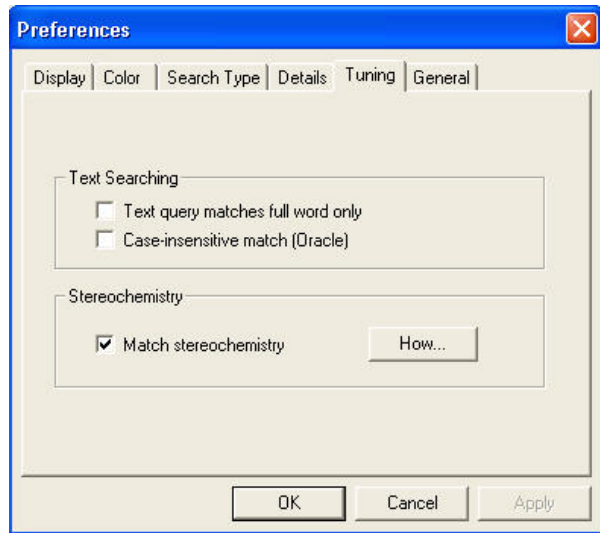 Preferences
Display Color Search Type Details Tuning General
Text Searching
Text query matches full word only
Case-insensitive match (Oracle)
Stereochemistry
Match stereochemistry How...
OK Cancel Apply